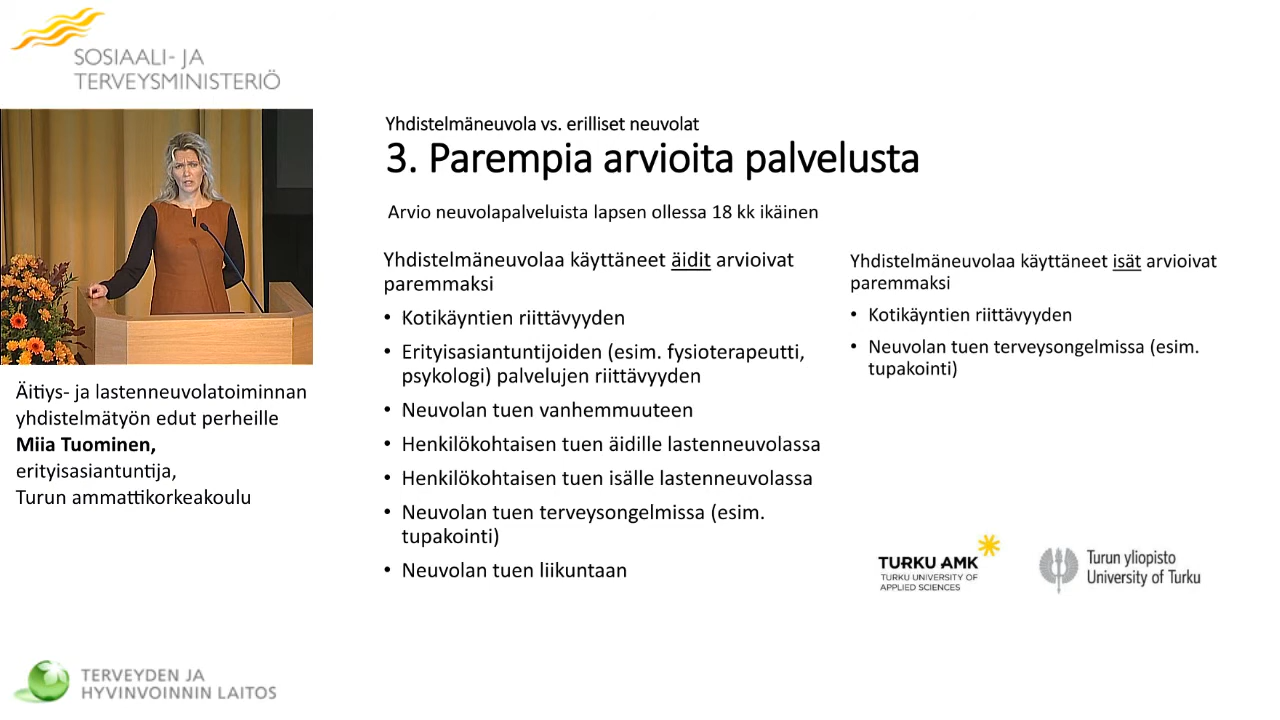 SOSIAALI- JA
TERVEYSMINISTERIÖ
Yhdistelmäneuvola vs. erilliset neuvolat
3. Parempia arvioita palvelusta
Arvio neuvolapalveluista lapsen ollessa 18 kk ikäinen
Yhdistelmäneuvolaa käyttäneet äidit arvioivat
paremmaksi
• Kotikäyntien riittävyyden
• Erityisasiantuntijoiden (esim. fysioterapeutti,
psykologi) palvelujen riittävyyden
• Neuvolan tuen vanhemmuuteen
• Henkilökohtaisen tuen äidille lastenneuvolassa
• Henkilökohtaisen tuen isälle lastenneuvolassa
• Neuvolan tuen terveysongelmissa (esim.
tupakointi)
• Neuvolan tuen liikuntaan
Yhdistelmäneuvolaa käyttäneet isät arvioivat
paremmaksi
• Kotikäyntien riittävyyden
• Neuvolan tuen terveysongelmissa (esim.
tupakointi)
Äitiys- ja lastenneuvolatoiminnan
yhdistelmätyön edut perheille
Miia Tuominen,
erityisasiantuntija,
Turun ammattikorkeakoulu
TURKU AMK
TURKU UNIVERSITY OF
APPLIED SCIENCES
Turun yliopisto
University of Turku
TERVEYDEN JA
HYVINVOINNIN LAITOS